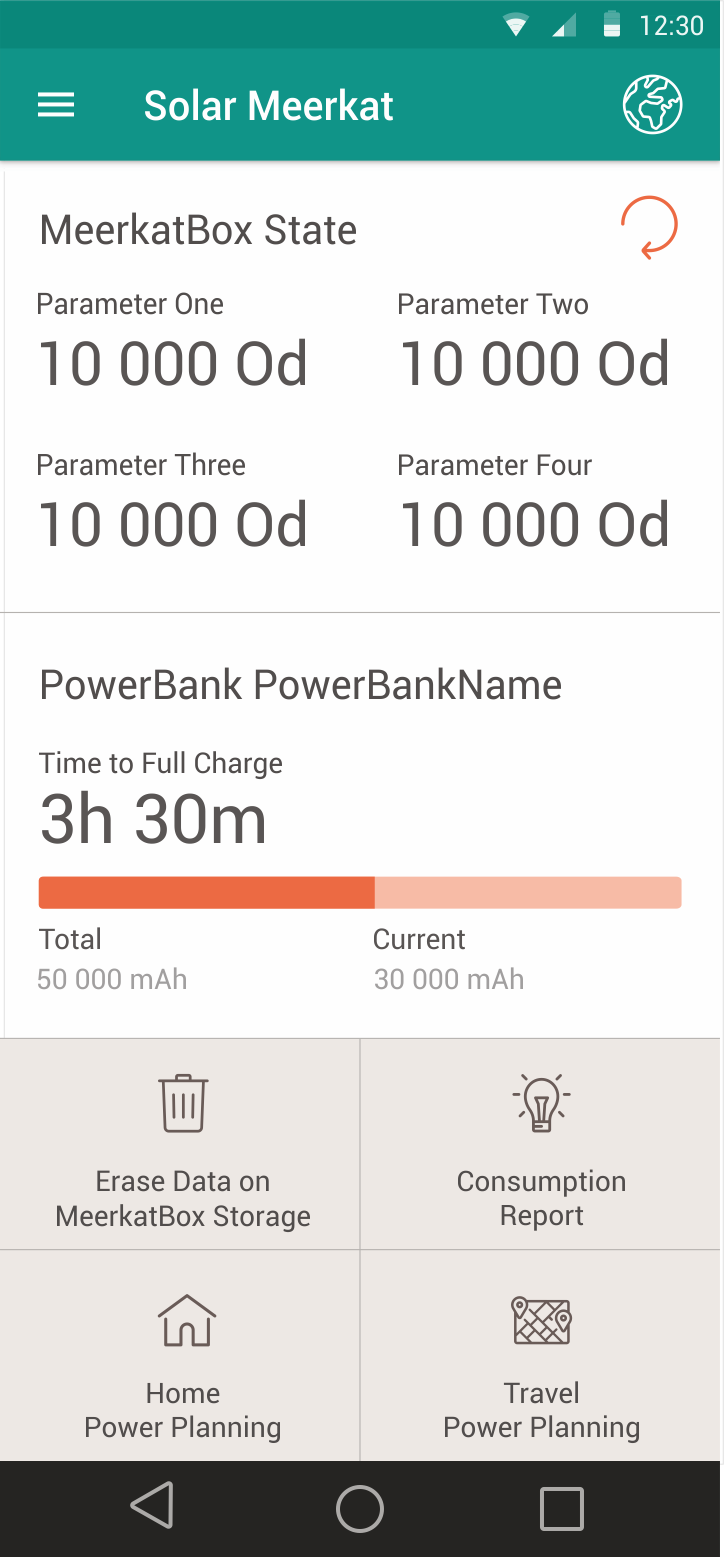 12:30
Solar Meerkat
MeerkatBox State
Parameter One
Parameter Two
10 000 Od
10 000 Od
Parameter Three
Parameter Four
10 000 Od
10 000 Od
PowerBank PowerBankName
Time to Full Charge
3h 30m
Total
Current
50 000 mAh
30 000 mAh
Erase Data on
MeerkatBox Storage
Consumption
Report
Home
Power Planning
Travel
Power Planning